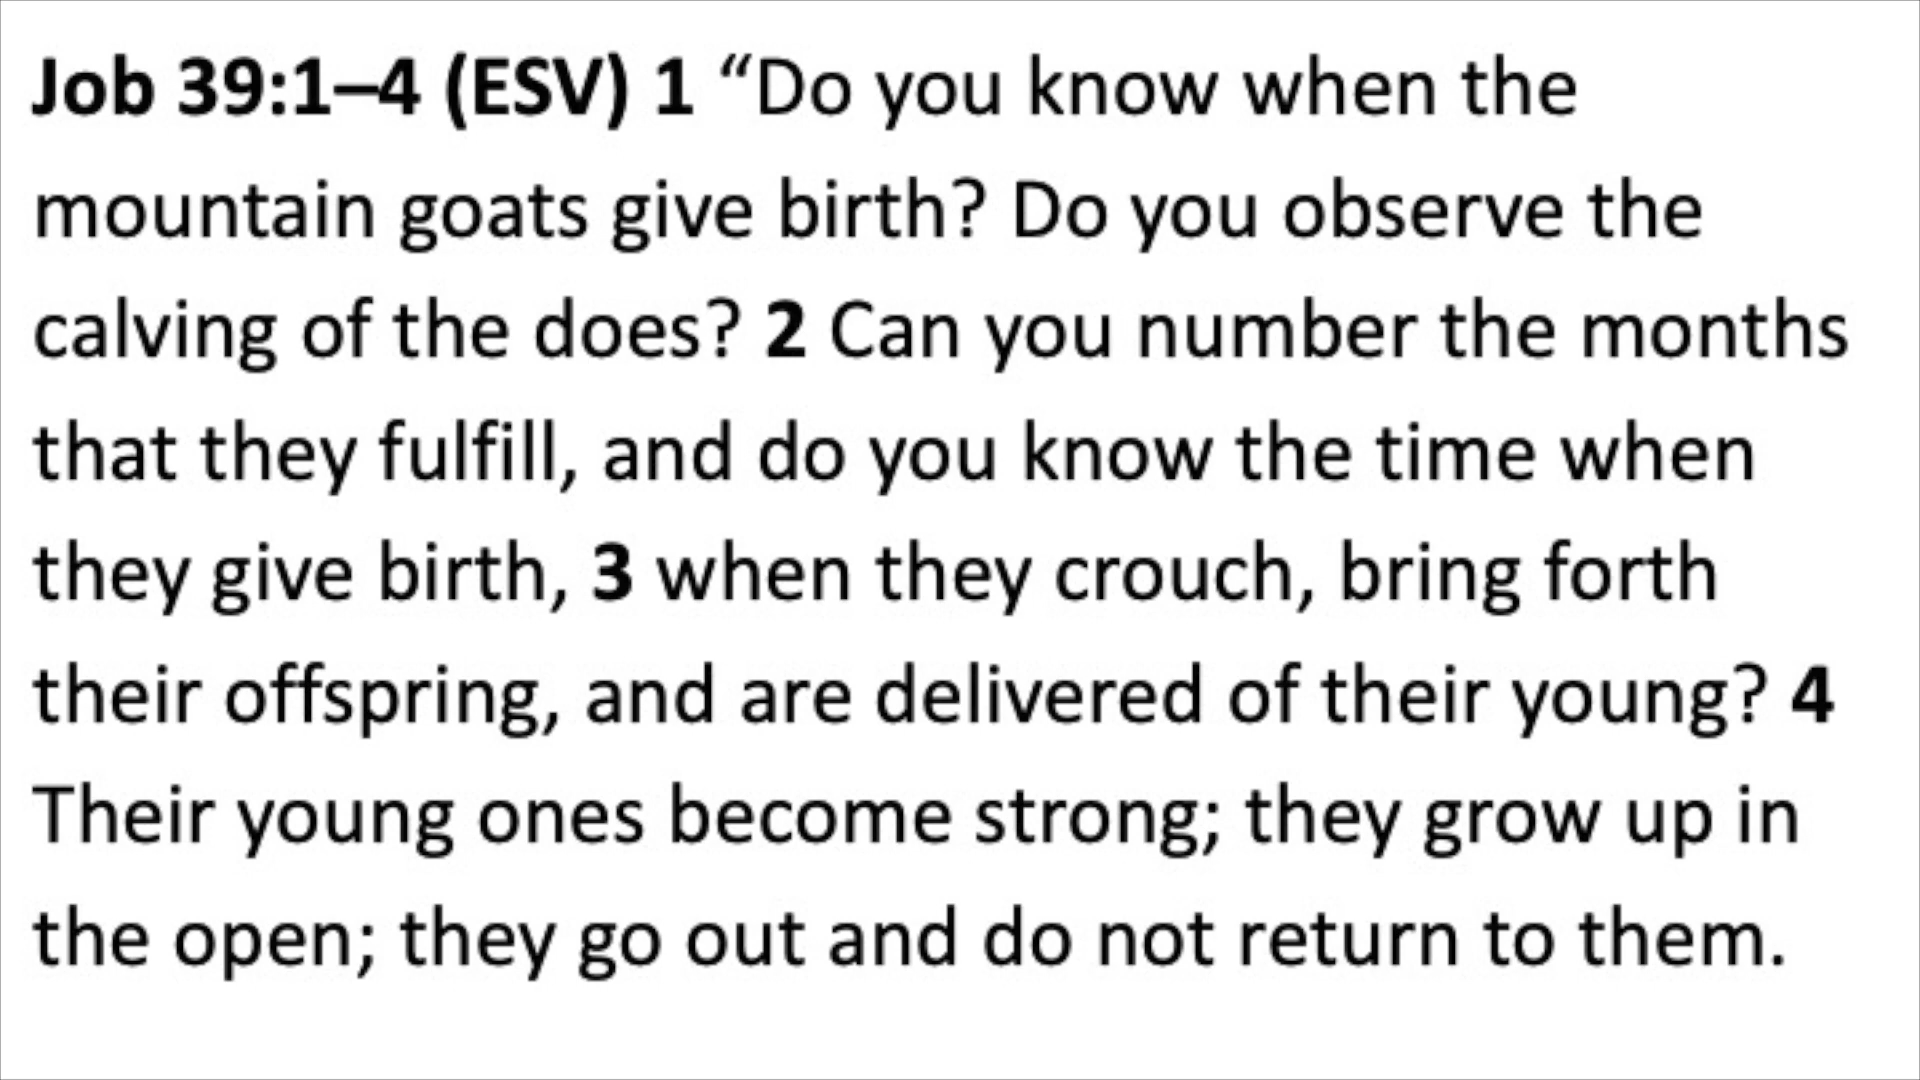 Job 39:1–4 (ESV) 1 “Do you know when the
mountain goats give birth? Do you observe the
calving of the does? 2 Can you number the months
that they fulfill, and do you know the time when
they give birth, 3 when they crouch, bring forth
their offspring, and are delivered of their young? 4
Their young ones become strong; they grow up in
the open; they go out and do not return to them.